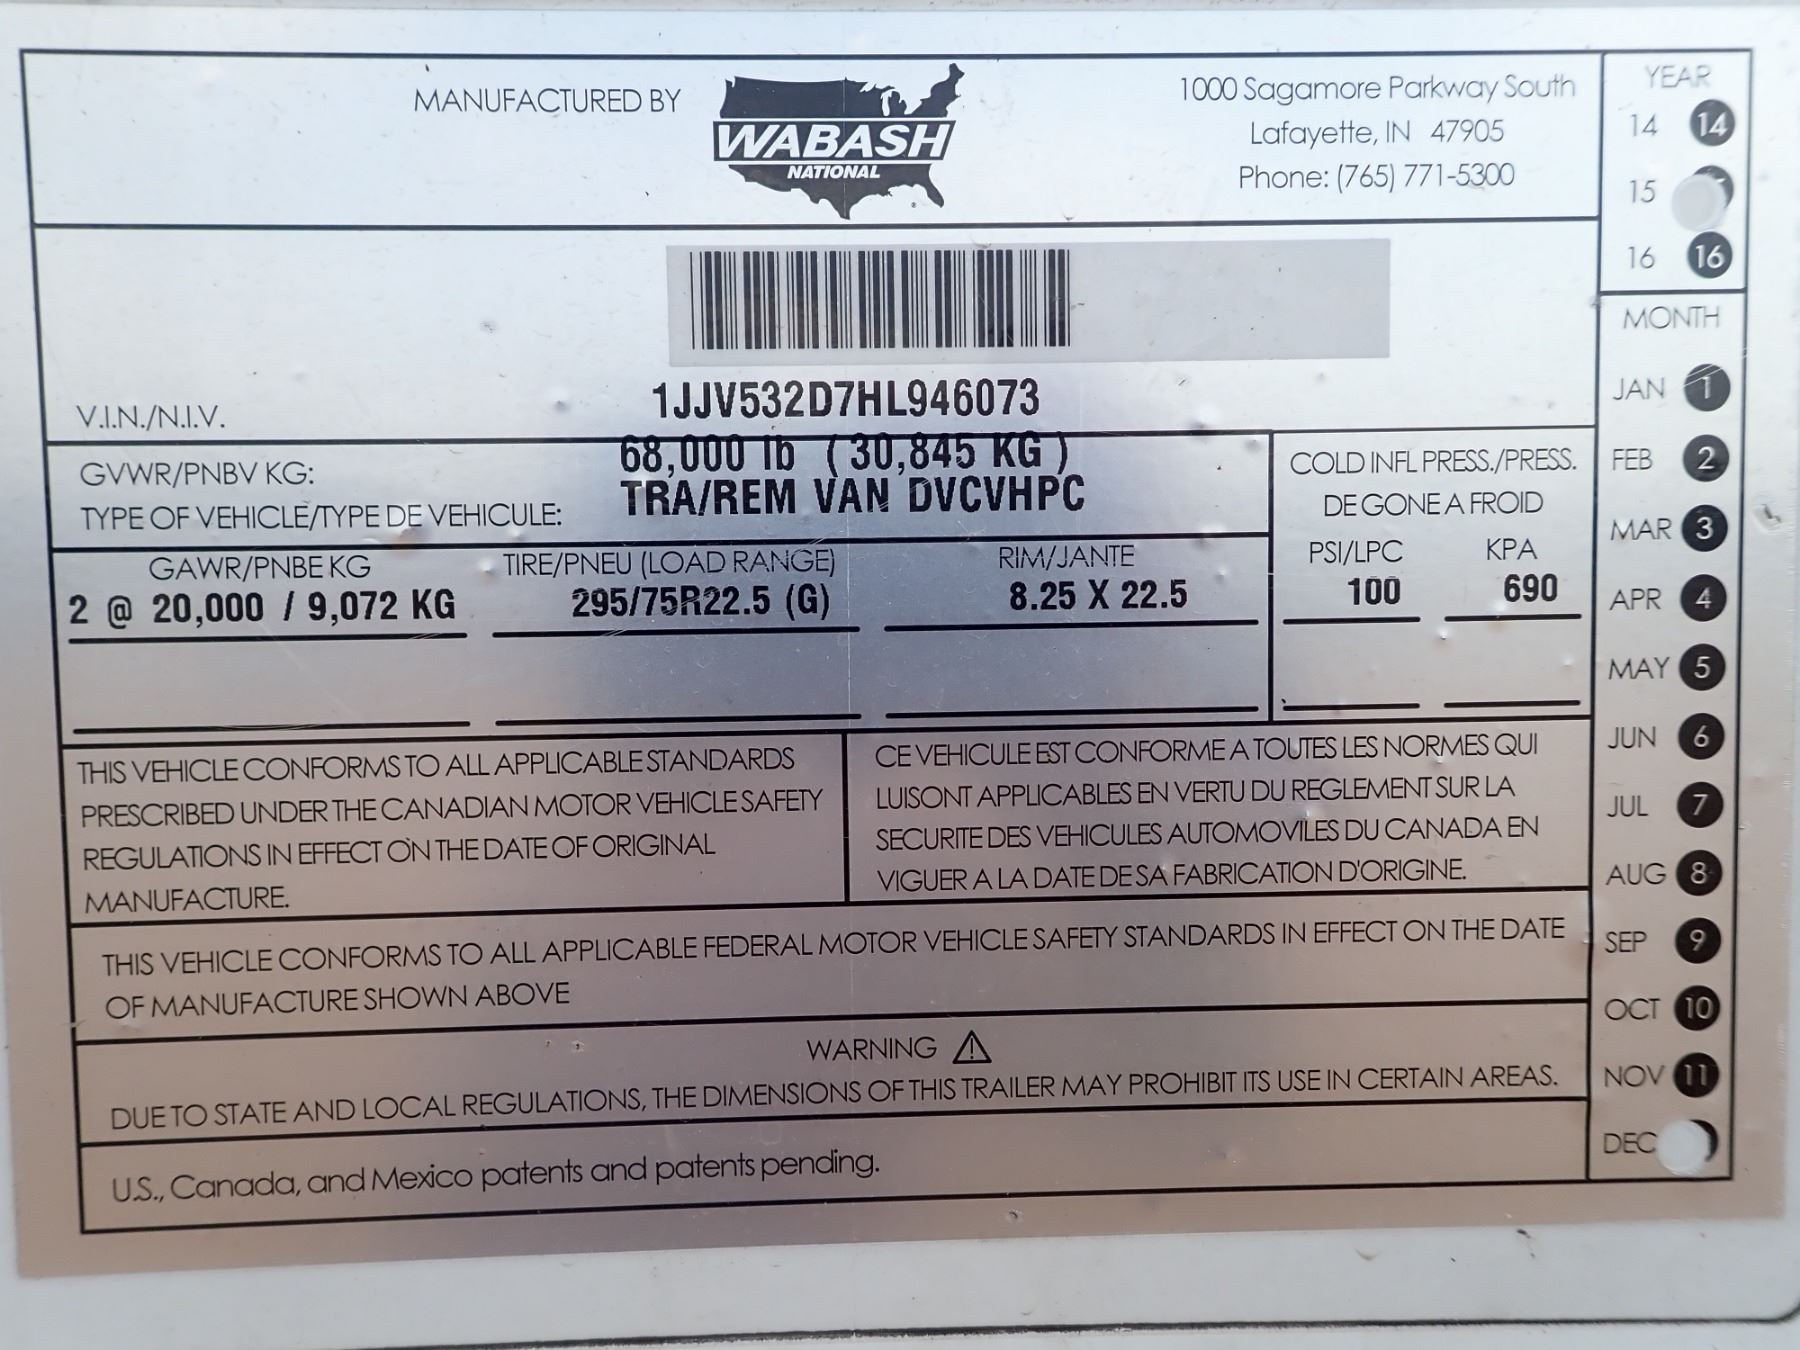 MANUFACTURED BY
WABASH
NATIONAL
1000 Sagamore Parkway South
Lafayette, IN 47905
Phone: (765) 771-5300
V.I.N./N.I.V.
1JJV532D7HL946073
GVWR/PNBV KG:
68,000 lb ( 30,845 KG )
TYPE OF VEHICLE/TYPE DE VEHICULE:
TRA/REM VAN DVCVHPC
COLD INFL PRESS./PRESS.
DE GONE A FROID
GAWR/PNBE KG
TIRE/PNEU (LOAD RANGE)
RIM/JANTE
PSI/LPC
KPA
2 @ 20,000 / 9,072 KG
295/75R22.5 (G)
8.25 X 22.5
100
690
THIS VEHICLE CONFORMS TO ALL APPLICABLE STANDARDS
PRESCRIBED UNDER THE CANADIAN MOTOR VEHICLE SAFETY
REGULATIONS IN EFFECT ON THE DATE OF ORIGINAL
MANUFACTURE.
CE VEHICULE EST CONFORME A TOUTES LES NORMES QUI
LUISONT APPLICABLES EN VERTU DU REGLEMENT SUR LA
SECURITE DES VEHICULES AUTOMOVILES DU CANADA EN
VIGUER A LA DATE DE SA FABRICATION D'ORIGINE.
THIS VEHICLE CONFORMS TO ALL APPLICABLE FEDERAL MOTOR VEHICLE SAFETY STANDARDS IN EFFECT ON THE DATE
OF MANUFACTURE SHOWN ABOVE
WARNING
DUE TO STATE AND LOCAL REGULATIONS, THE DIMENSIONS OF THIS TRAILER MAY PROHIBIT ITS USE IN CERTAIN AREAS.
U.S., Canada, and Mexico patents and patents pending.
YEAR
14 14
15
16 16
MONTH
JAN 1
FEB 2
MAR 3
APR 4
MAY 5
JUN 6
JUL 7
AUG 8
SEP 9
OCT 10
NOV 11
DEC